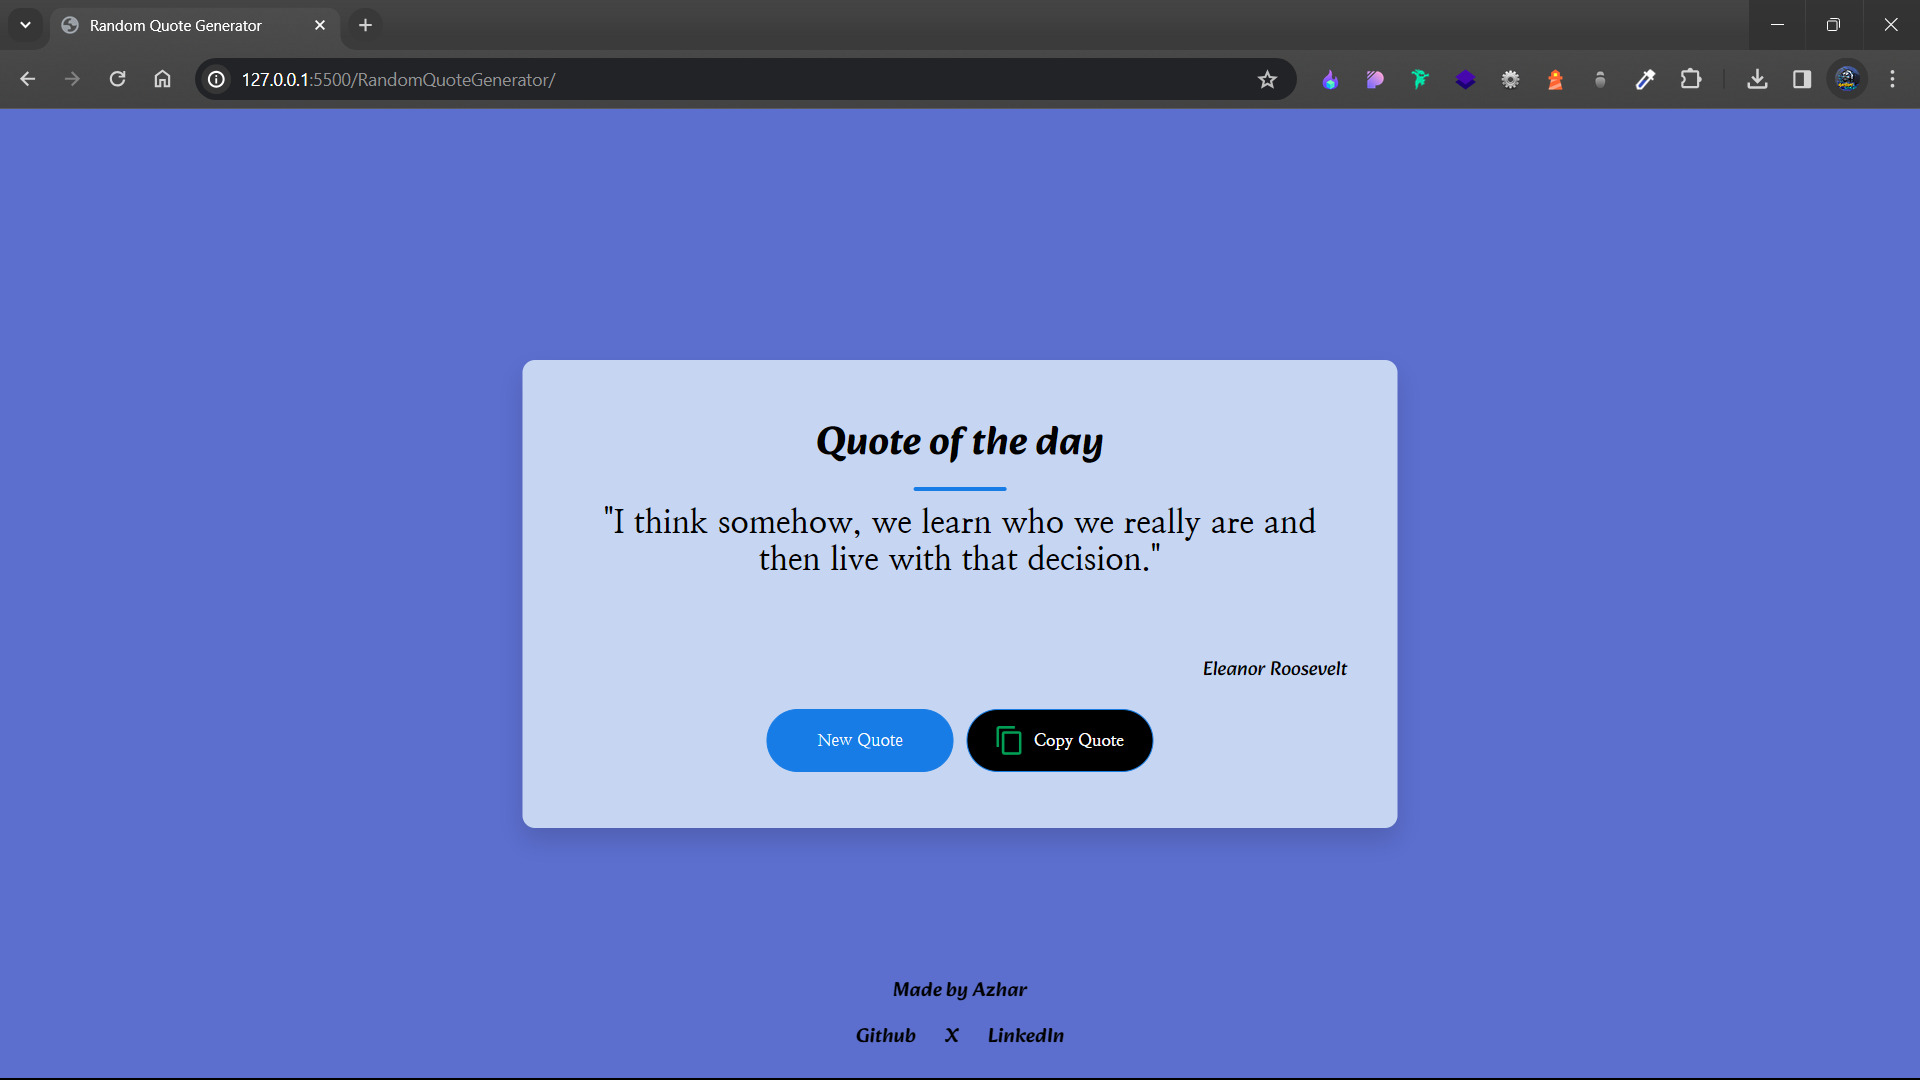 Random Quote Generator
127.0.0.1:5500/RandomQuoteGenerator/
Quote of the day
"I think somehow, we learn who we really are and
then live with that decision."
Eleanor Roosevelt
New Quote
Copy Quote
Made by Azhar
Github X LinkedIn